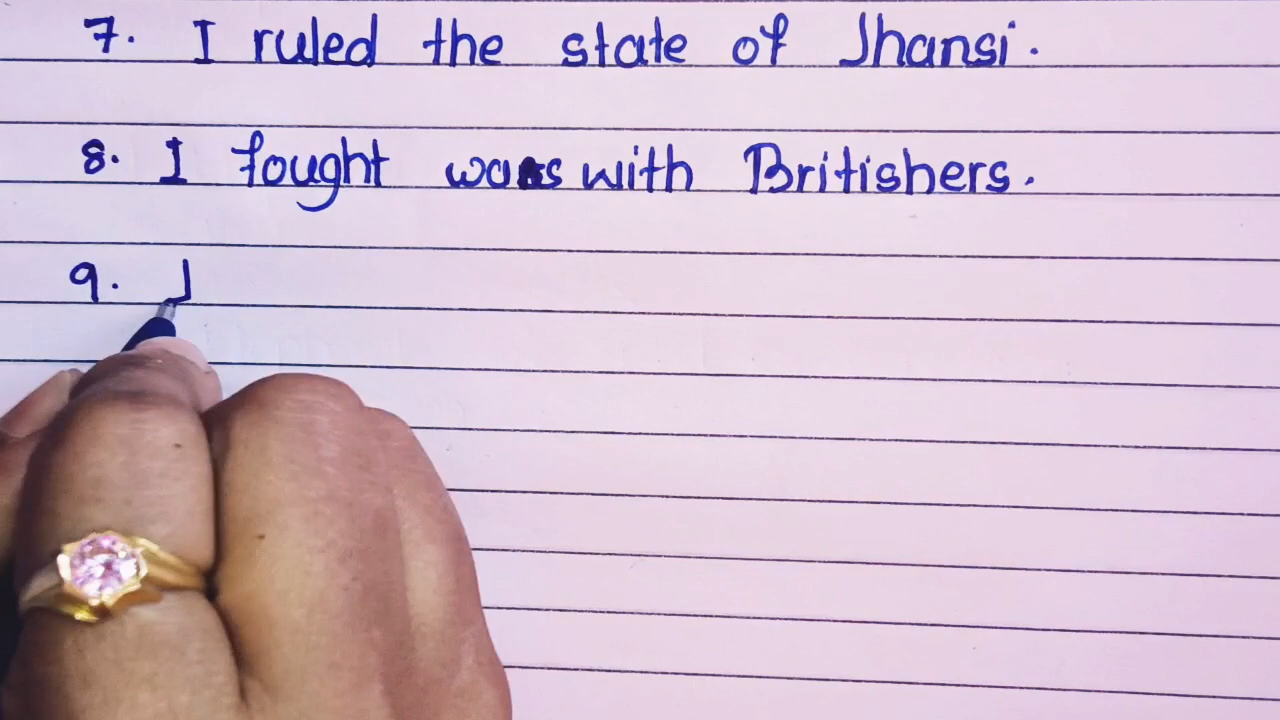 7. I ruled the state of Jhansi.
8. I fought wars with Britishers.
9. I